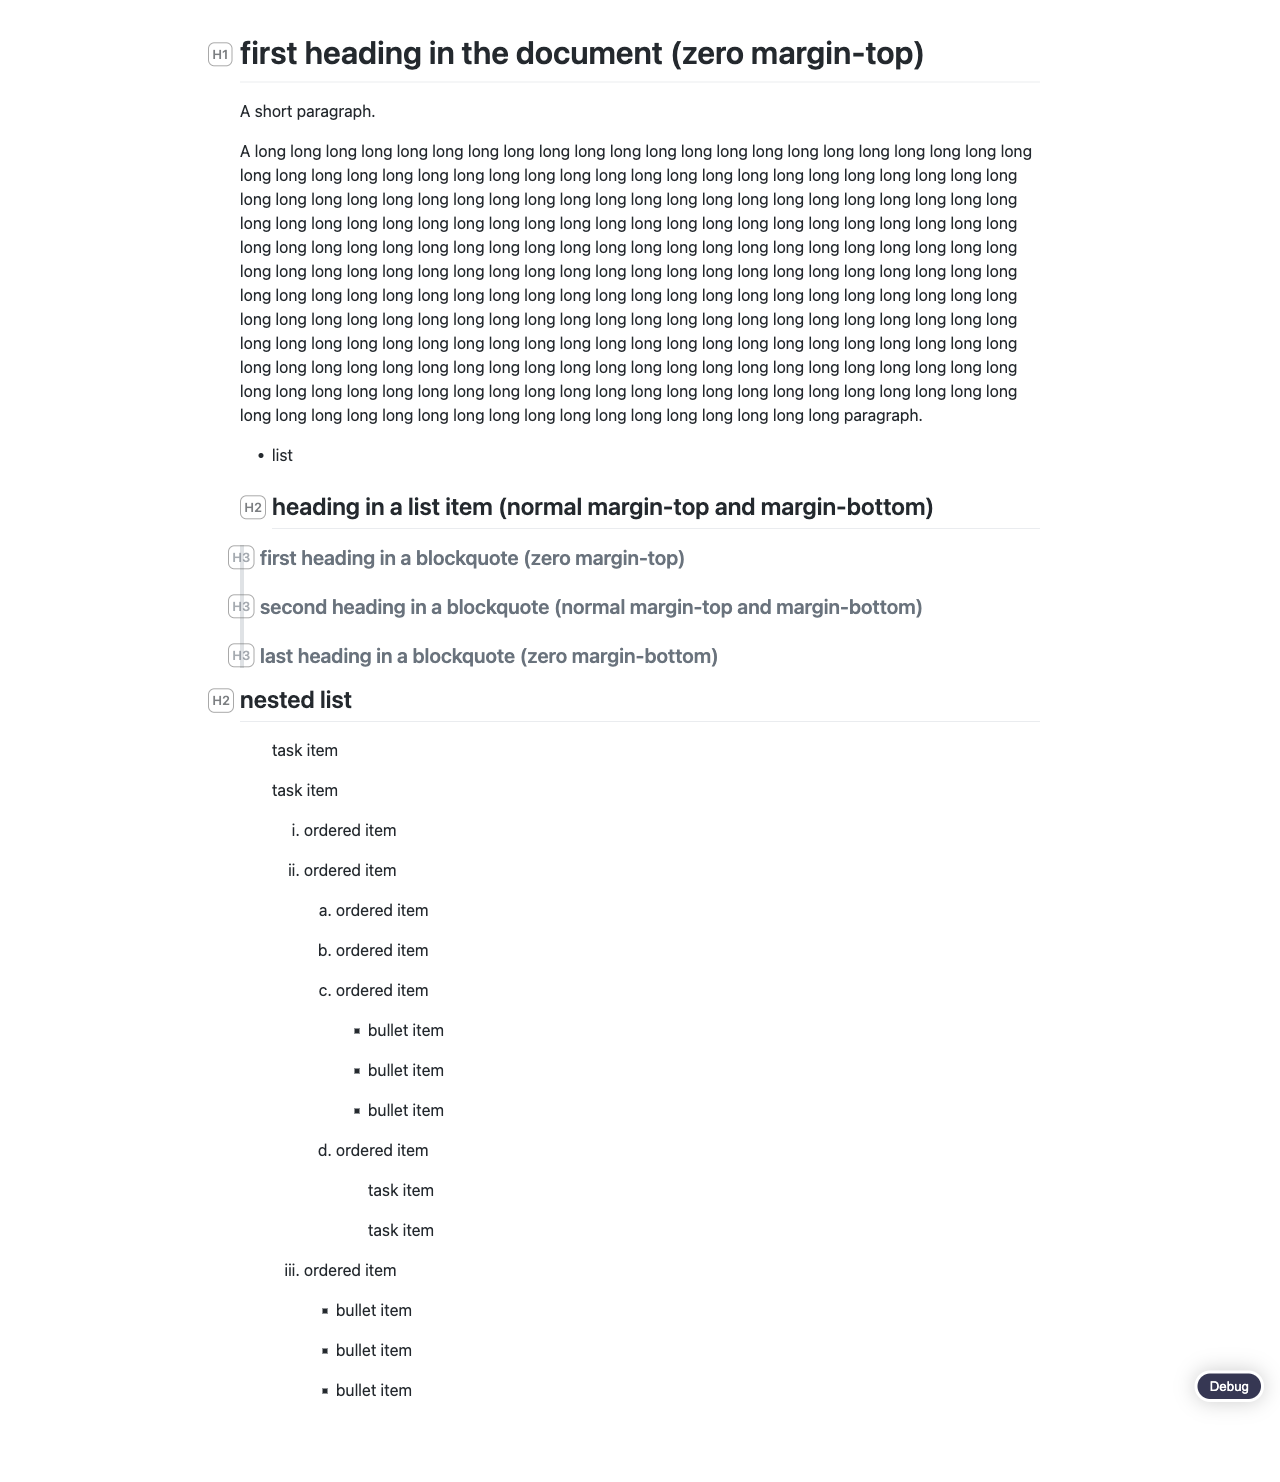 H1 first heading in the document (zero margin-top)
A short paragraph.
A long long long long long long long long long long long long long long long long long long long long long long
long long long long long long long long long long long long long long long long long long long long long long
long long long long long long long long long long long long long long long long long long long long long long
long long long long long long long long long long long long long long long long long long long long long long
long long long long long long long long long long long long long long long long long long long long long long
long long long long long long long long long long long long long long long long long long long long long long
long long long long long long long long long long long long long long long long long long long long long long
long long long long long long long long long long long long long long long long long long long long long long
long long long long long long long long long long long long long long long long long long long long long long
long long long long long long long long long long long long long long long long long long long long long long
long long long long long long long long long long long long long long long long long long long long long long
long long long long long long long long long long long long long long long long long paragraph.
• list
H2 heading in a list item (normal margin-top and margin-bottom)
H3 first heading in a blockquote (zero margin-top)
H3 second heading in a blockquote (normal margin-top and margin-bottom)
H3 last heading in a blockquote (zero margin-bottom)
H2 nested list
task item
task item
i. ordered item
ii. ordered item
a. ordered item
b. ordered item
c. ordered item
▪ bullet item
▪ bullet item
▪ bullet item
d. ordered item
task item
task item
iii. ordered item
▪ bullet item
▪ bullet item
▪ bullet item
Debug